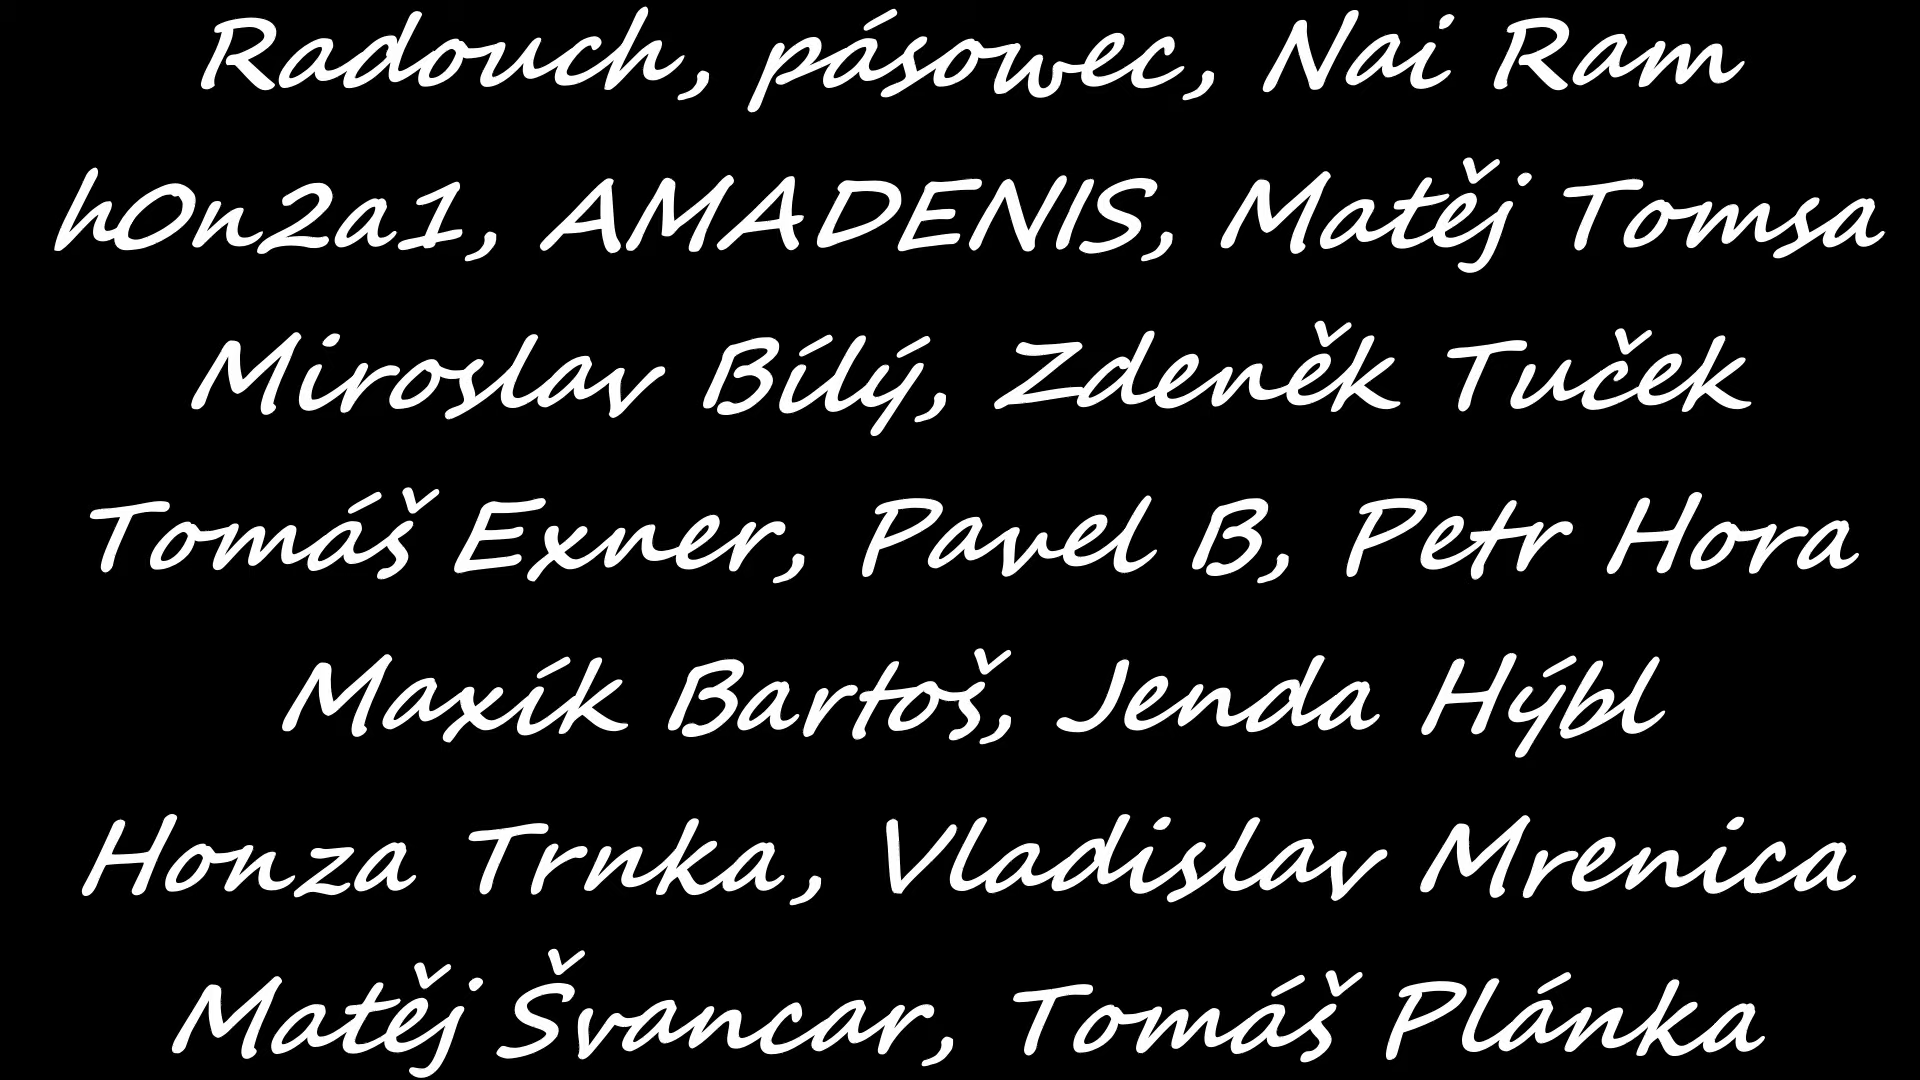 Radouch, pásowec, Nai Ram
hOn2a1, AMADENIS, Matěj Tomsa
Miroslav Bílý, Zdeněk Tuček
Tomáš Exner, Pavel B, Petr Hora
Maxík Bartoš, Jenda Hýbl
Honza Trnka, Vladislav Mrenica
Matěj Švancar, Tomáš Plánka